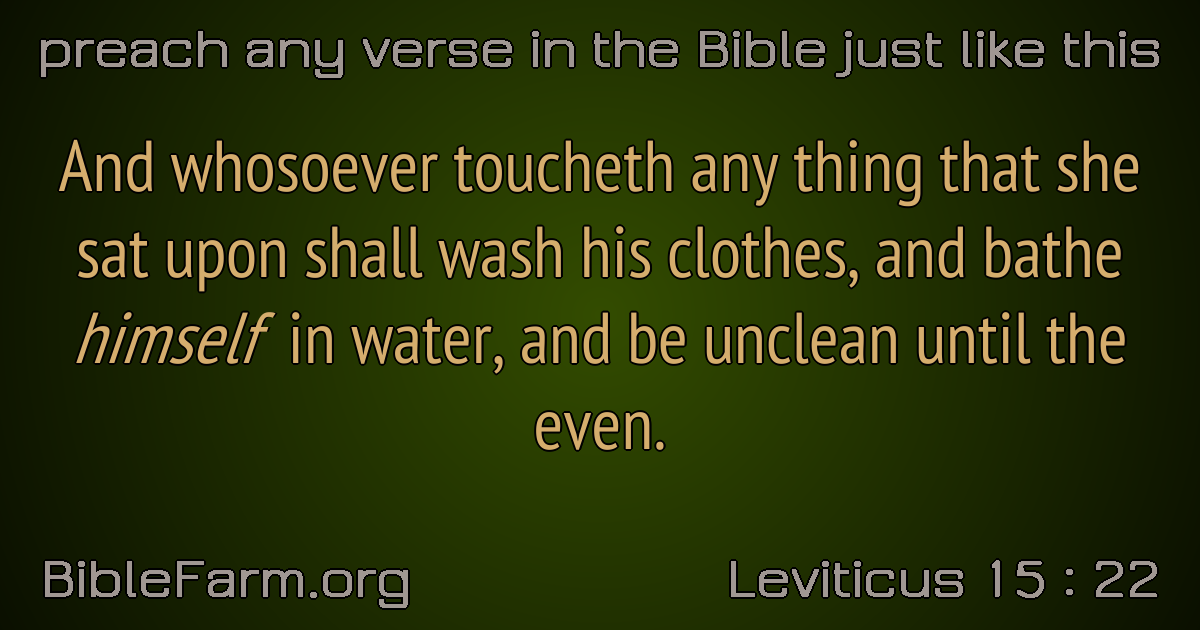 preach any verse in the Bible just like this
And whosoever toucheth any thing that she
sat upon shall wash his clothes, and bathe
himself in water, and be unclean until the
even.
BibleFarm.org
Leviticus 15 : 22